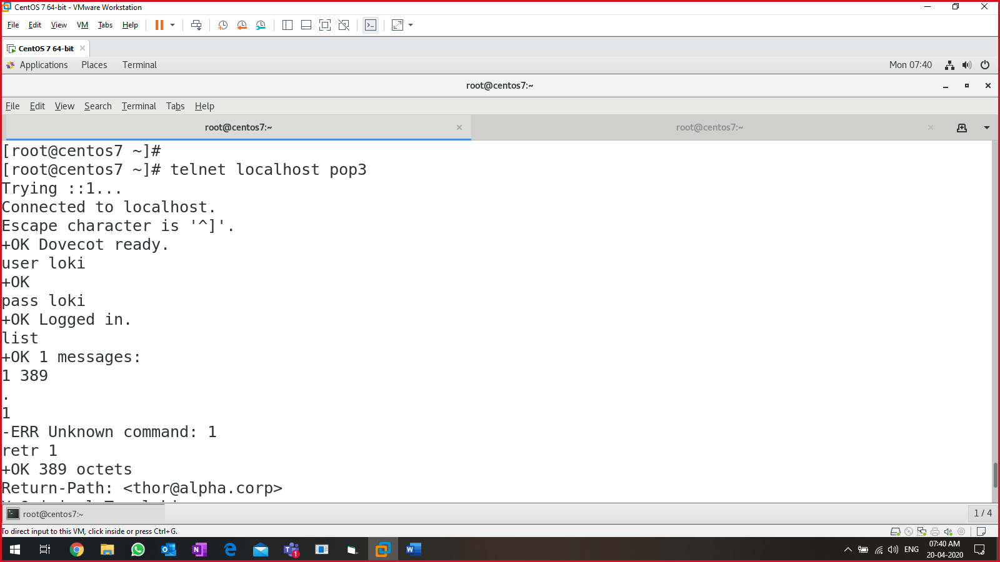 CentOS 7 64-bit - VMware Workstation
File Edit View VM Tabs Help
CentOS 7 64-bit
Applications Places Terminal Mon 07:40
root@centos7:~
File Edit View Search Terminal Tabs Help
root@centos7:~ root@centos7:~
[root@centos7 ~]#
[root@centos7 ~]# telnet localhost pop3
Trying ::1...
Connected to localhost.
Escape character is '^]'.
+OK Dovecot ready.
user loki
+OK
pass loki
+OK Logged in.
list
+OK 1 messages:
1 389
.
1
-ERR Unknown command: 1
retr 1
+OK 389 octets
Return-Path: <thor@alpha.corp>
root@centos7:~ 1 / 4
To direct input to this VM, click inside or press Ctrl+G.
1 ENG 07:40 AM
20-04-2020